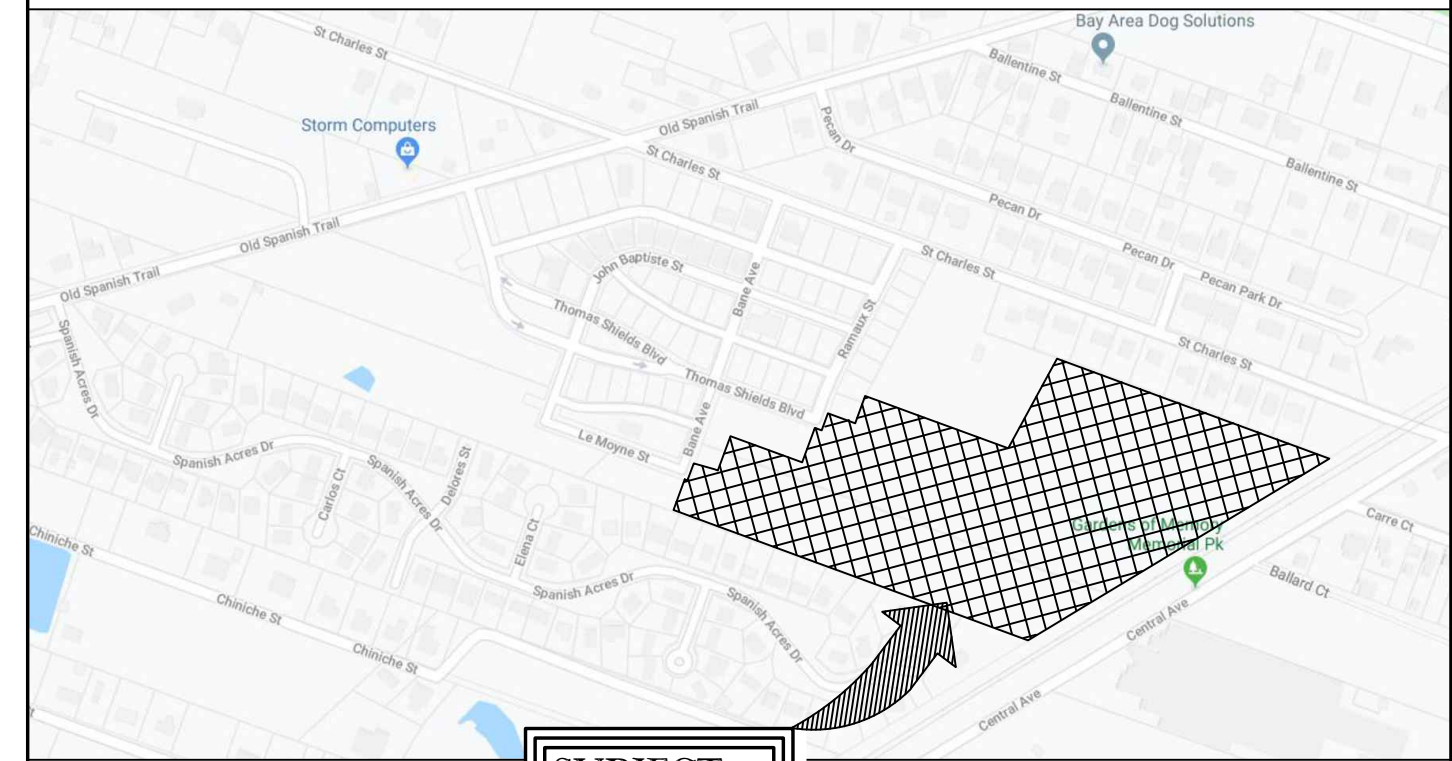 Bay Area Dog Solutions
St Charles St
Ballentine St
Ballentine St
Ballentine St
Storm Computers
Old Spanish Trail
Pecan Dr
St Charles St
Pecan Dr
Old Spanish Trail
Pecan Dr
Pecan Park Dr
St Charles St
John Baptiste St
Bane Ave
Old Spanish Trail
Thomas Shields Blvd
Ramaux St
St Charles St
Spanish Acres Dr
Thomas Shields Blvd
Bane Ave
Le Moyne St
Spanish Acres Dr
Spanish Acres Dr
Delores St
Carlos Ct
Elena Ct
Gardens of Memory
Memorial Pk
Carre Ct
Chiniche St
Ballard Ct
Spanish Acres Dr
Spanish Acres Dr
Central Ave
Chiniche St
Chiniche St
Central Ave
SUBJECT